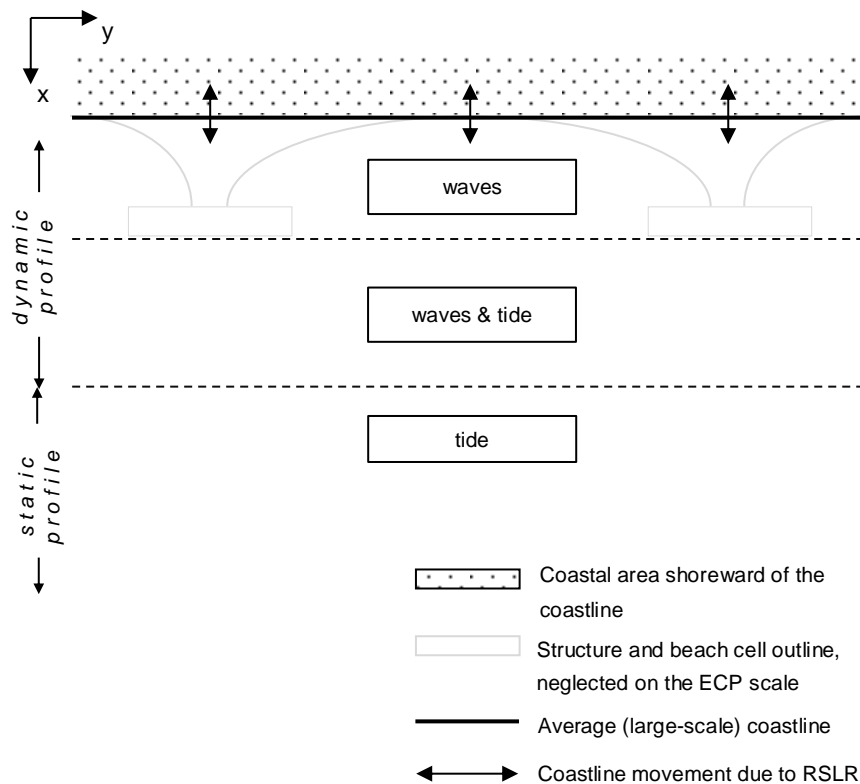 y
x
waves
dynamic
profile
waves & tide
tide
static
profile
Coastal area shoreward of the
coastline
Structure and beach cell outline,
neglected on the ECP scale
Average (large-scale) coastline
Coastline movement due to RSLR